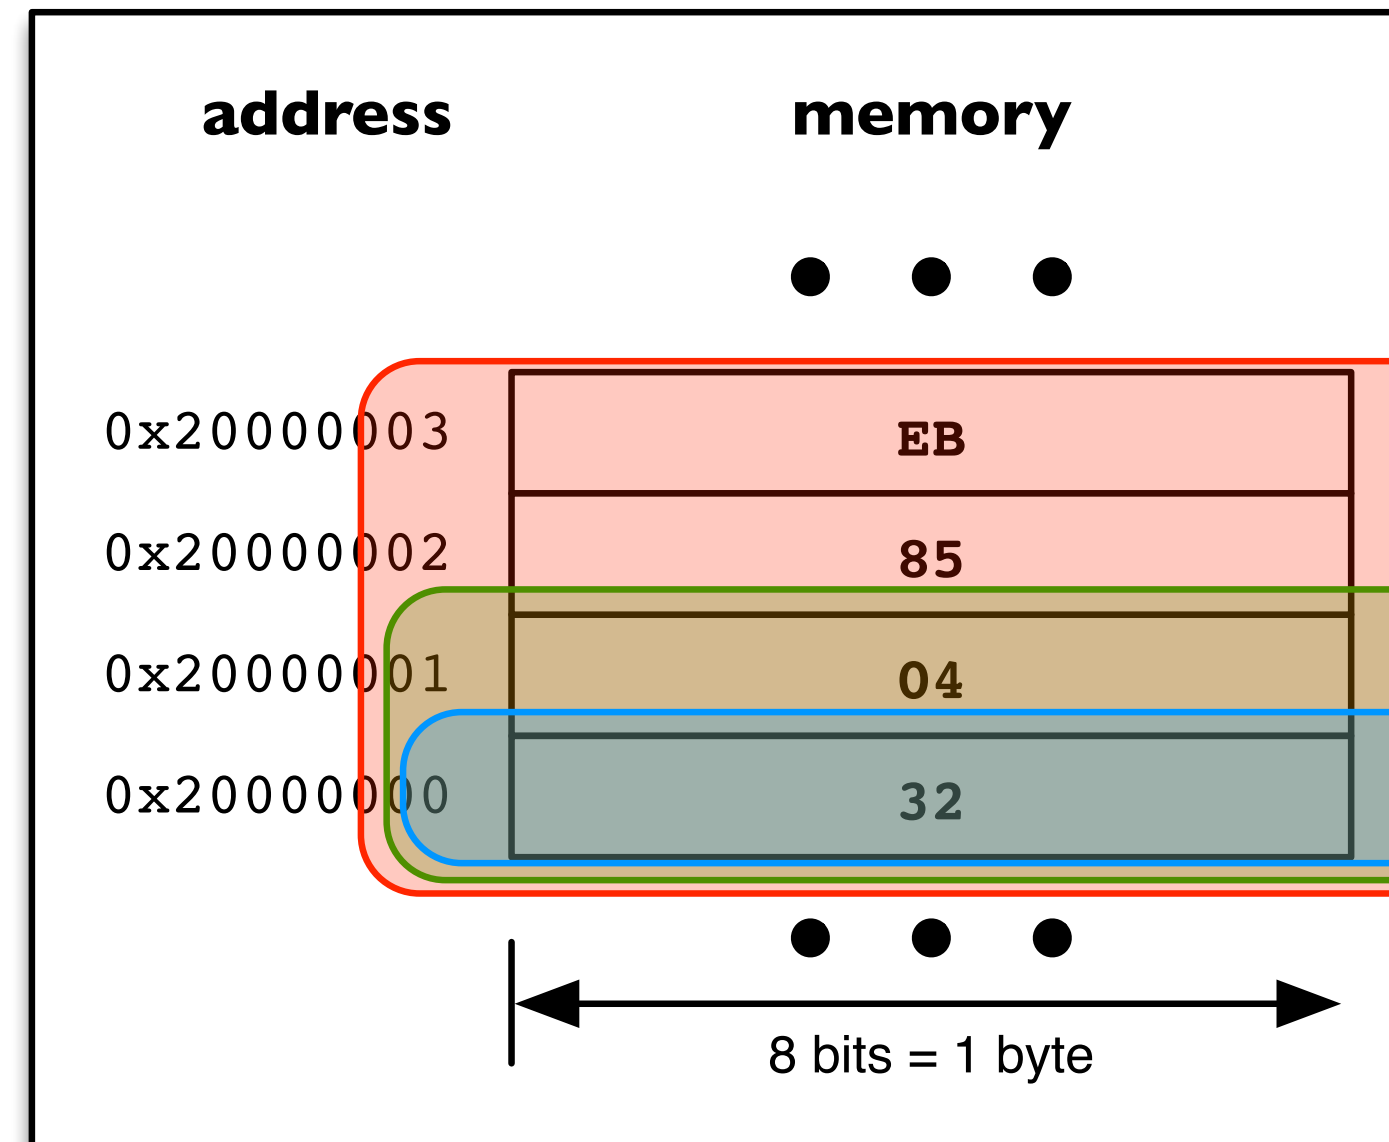 address memory
0x20000003 EB
0x20000002 85
0x20000001 04
0x20000000 32
8 bits = 1 byte